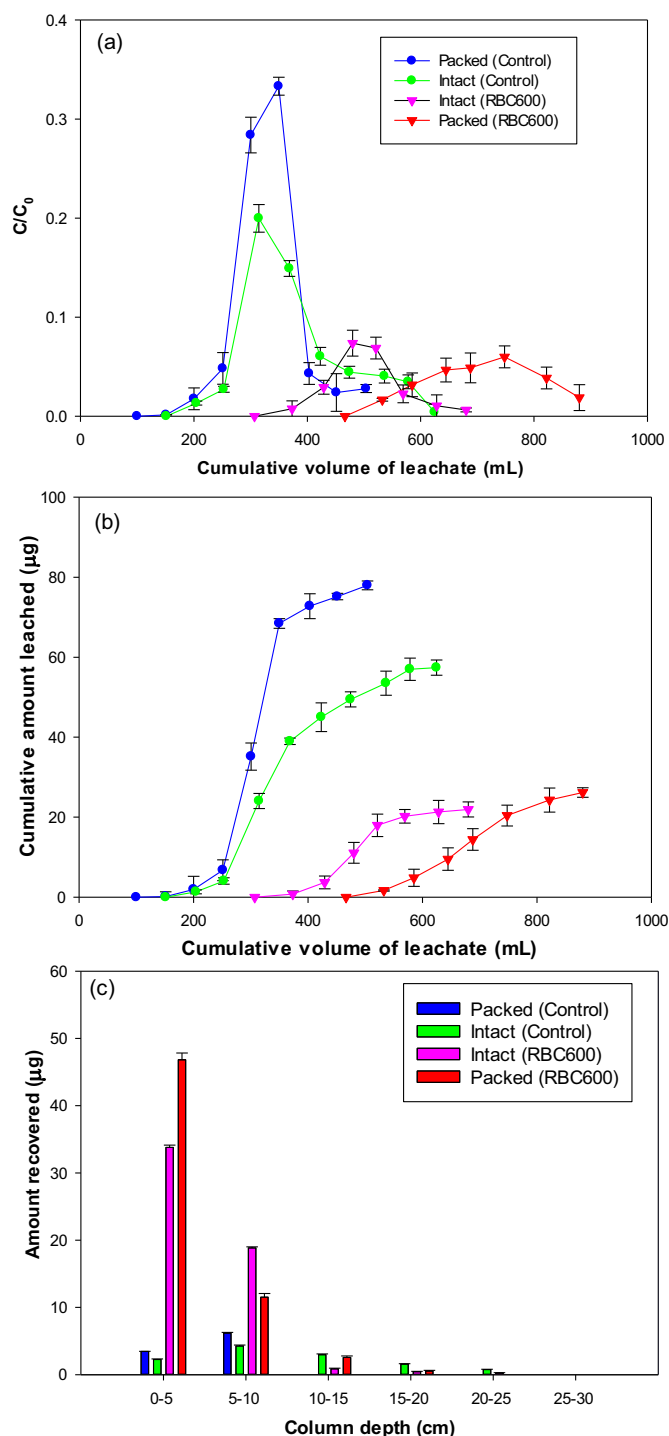 (a)
0.4
0.3
0.2
0.1
0.0
C/C0
Packed (Control)
Intact (Control)
Intact (RBC600)
Packed (RBC600)
0 200 400 600 800 1000
Cumulative volume of leachate (mL)
(b)
100
80
60
40
20
0
Cumulative amount leached (µg)
0 200 400 600 800 1000
Cumulative volume of leachate (mL)
(c)
60
50
40
30
20
10
0
Amount recovered (µg)
Packed (Control)
Intact (Control)
Intact (RBC600)
Packed (RBC600)
0-5 5-10 10-15 15-20 20-25 25-30
Column depth (cm)